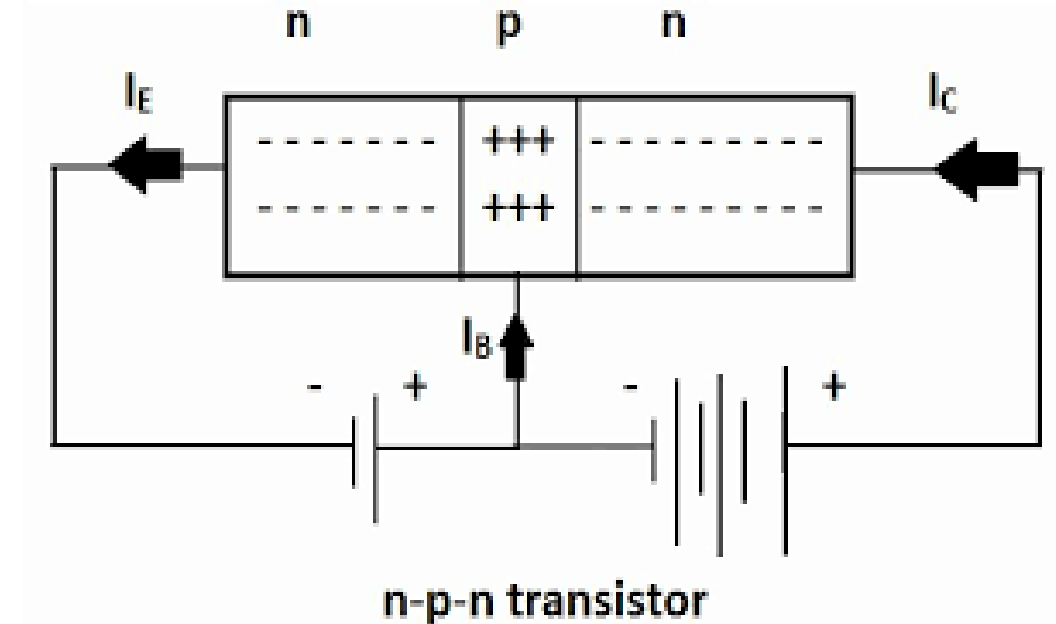 n p n
IE
IC
- - - - - - - +++ - - - - - - - - - -
- - - - - - - +++ - - - - - - - - - -
IB
- + - +
n-p-n transistor